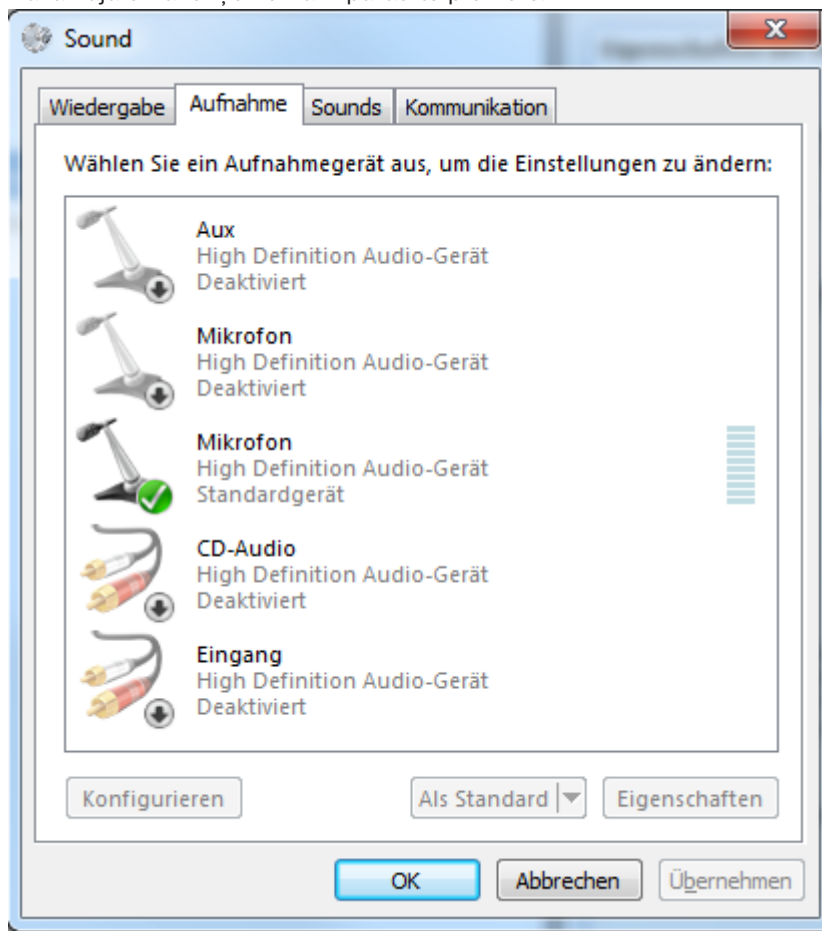 Sound
Wiedergabe
Aufnahme
Sounds
Kommunikation
Wählen Sie ein Aufnahmegerät aus, um die Einstellungen zu ändern:
Aux
High Definition Audio-Gerät
Deaktiviert
Mikrofon
High Definition Audio-Gerät
Deaktiviert
Mikrofon
High Definition Audio-Gerät
Standardgerät
CD-Audio
High Definition Audio-Gerät
Deaktiviert
Eingang
High Definition Audio-Gerät
Deaktiviert
Konfigurieren
Als Standard
Eigenschaften
OK
Abbrechen
Übernehmen